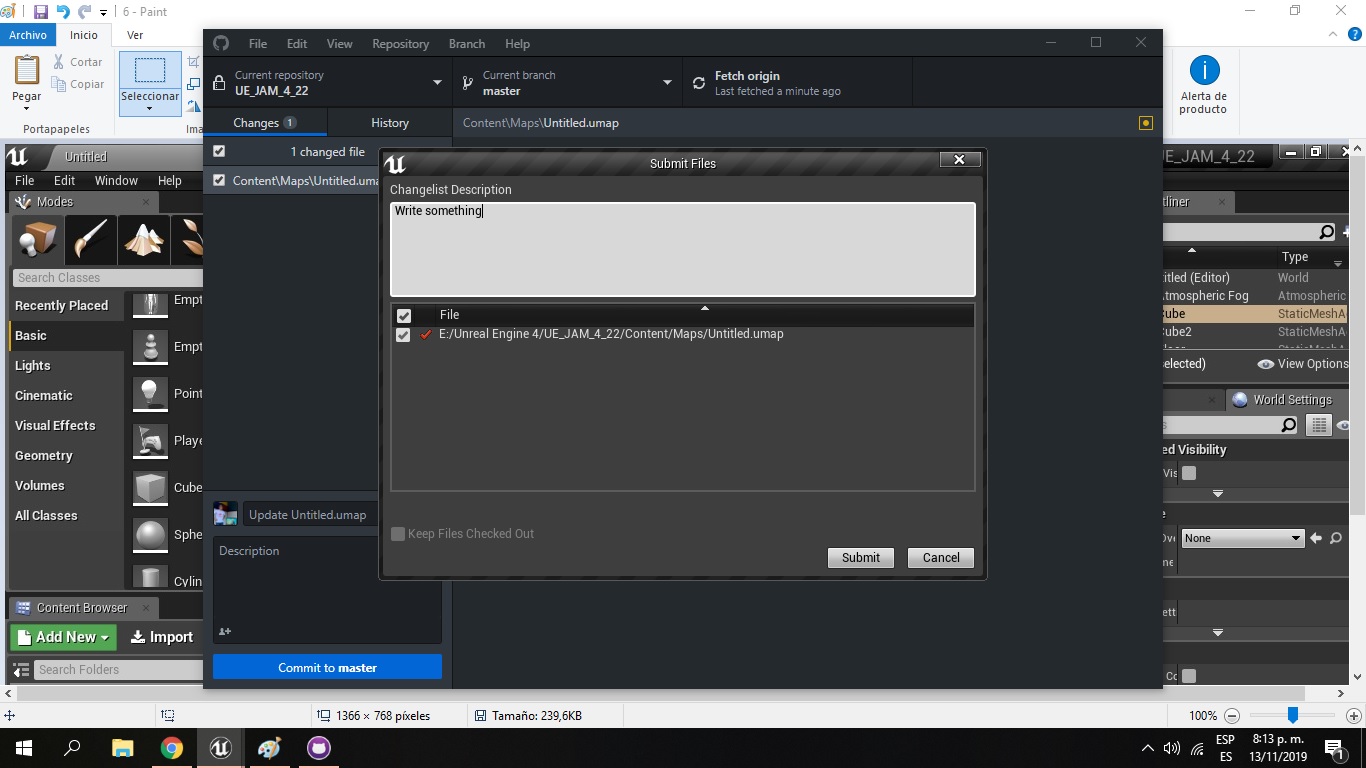 6 - Paint
Archivo
Inicio
Ver
Pegar
Cortar
Copiar
Portapapeles
Seleccionar
Alerta de
producto
File
Edit
View
Repository
Branch
Help
Current repository
UE_JAM_4_22
Current branch
master
Fetch origin
Last fetched a minute ago
Changes 1
History
Content\Maps\Untitled.umap
1 changed file
Content\Maps\Untitled.uma
Untitled
UE_JAM_4_22
File
Edit
Window
Help
Modes
Search Classes
Recently Placed
Basic
Lights
Cinematic
Visual Effects
Geometry
Volumes
All Classes
Empt
Empt
Point
Playe
Cube
Sphe
Cylin
Submit Files
Changelist Description
Write something
File
E:/Unreal Engine 4/UE_JAM_4_22/Content/Maps/Untitled.umap
Keep Files Checked Out
Submit
Cancel
Update Untitled.umap
Description
Commit to master
Content Browser
Add New
Import
Search Folders
utliner
Type
titled (Editor)
World
Atmospheric Fog
Atmospheric
Cube
StaticMeshA
Cube2
StaticMeshA
selected)
View Options
World Settings
ed Visibility
Vis
None
1366 × 768 píxeles
Tamaño: 239,6KB
100%
ESP
ES
8:13 p. m.
13/11/2019
1